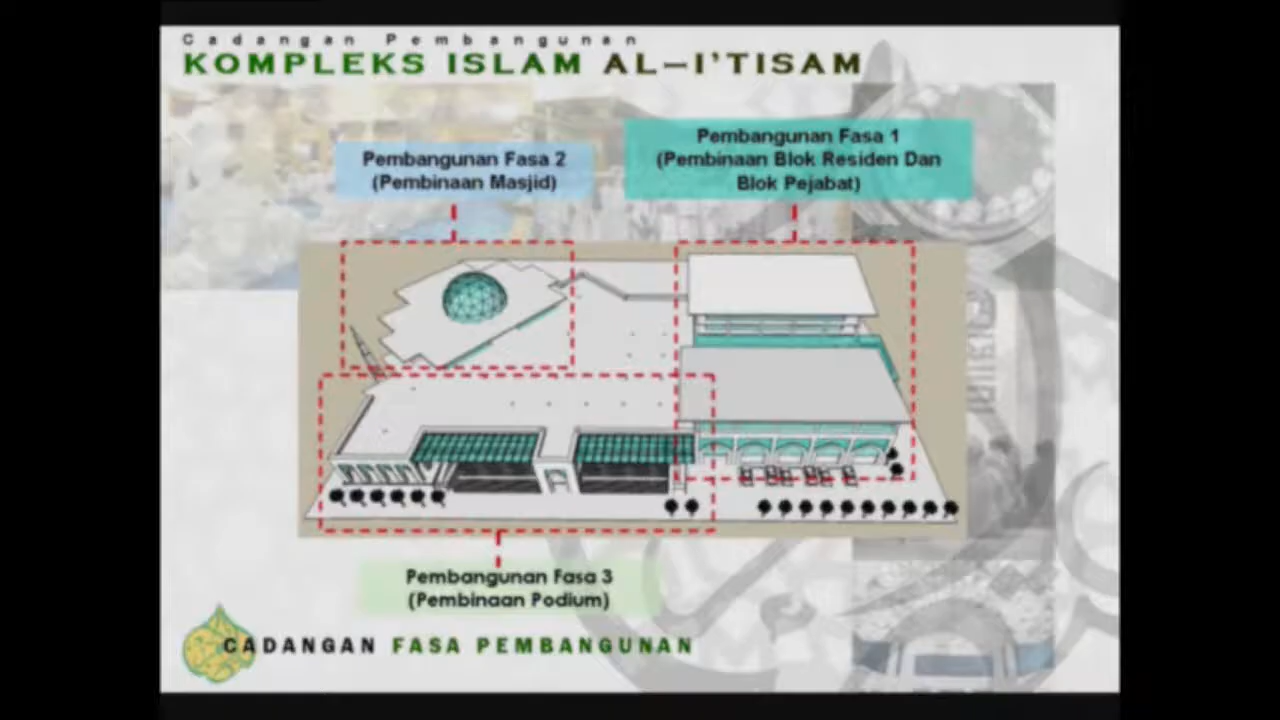 Cadangan Pembangunan
KOMPLEKS ISLAM AL-I'TISAM
Pembangunan Fasa 1
(Pembinaan Blok Residen Dan
Blok Pejabat)
Pembangunan Fasa 2
(Pembinaan Masjid)
Pembangunan Fasa 3
(Pembinaan Podium)
CADANGAN FASA PEMBANGUNAN